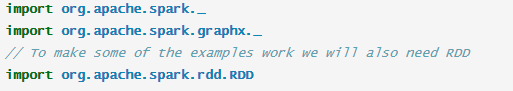 import org.apache.spark._
import org.apache.spark.graphx._
// To make some of the examples work we will also need RDD
import org.apache.spark.rdd.RDD